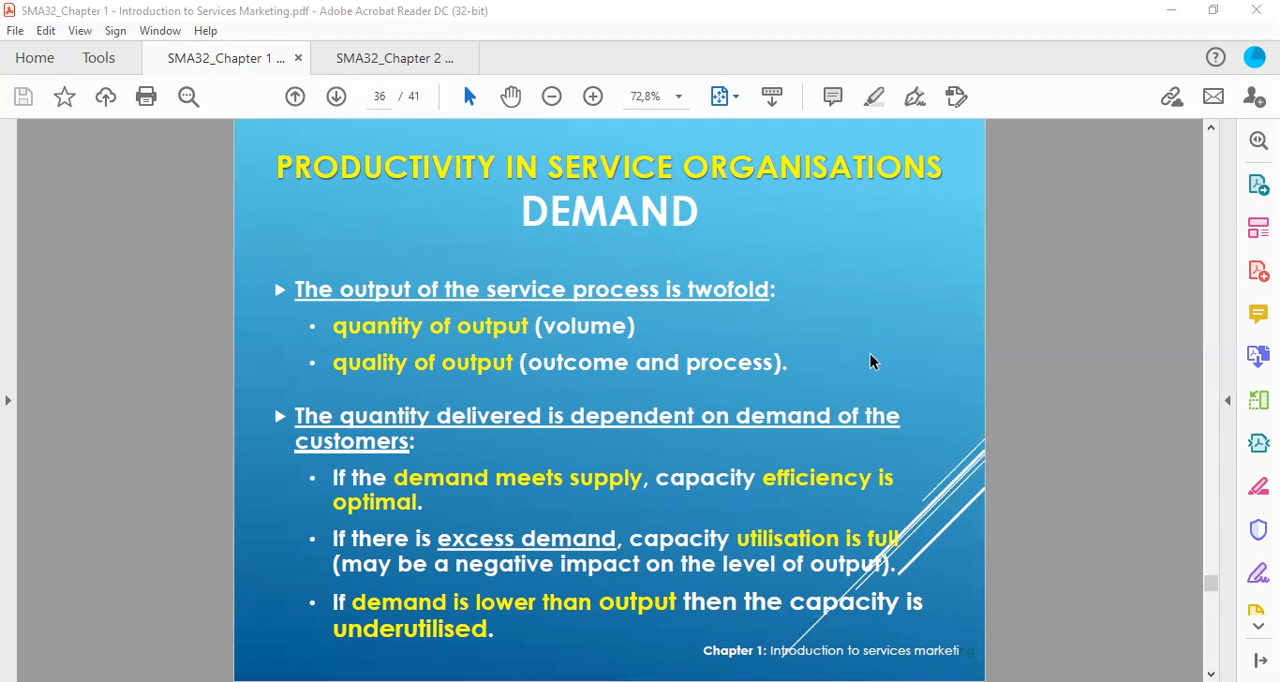 SMA32_Chapter 1 - Introduction to Services Marketing.pdf - Adobe Acrobat Reader DC (32-bit)
File Edit View Sign Window Help
Home Tools SMA32_Chapter 1 ... × SMA32_Chapter 2 ...
36 / 41 72,8%
PRODUCTIVITY IN SERVICE ORGANISATIONS
DEMAND
The output of the service process is twofold:
• quantity of output (volume)
• quality of output (outcome and process).
The quantity delivered is dependent on demand of the
customers:
• If the demand meets supply, capacity efficiency is
optimal.
• If there is excess demand, capacity utilisation is full
(may be a negative impact on the level of output).
• If demand is lower than output then the capacity is
underutilised.
Chapter 1: Introduction to services marketing